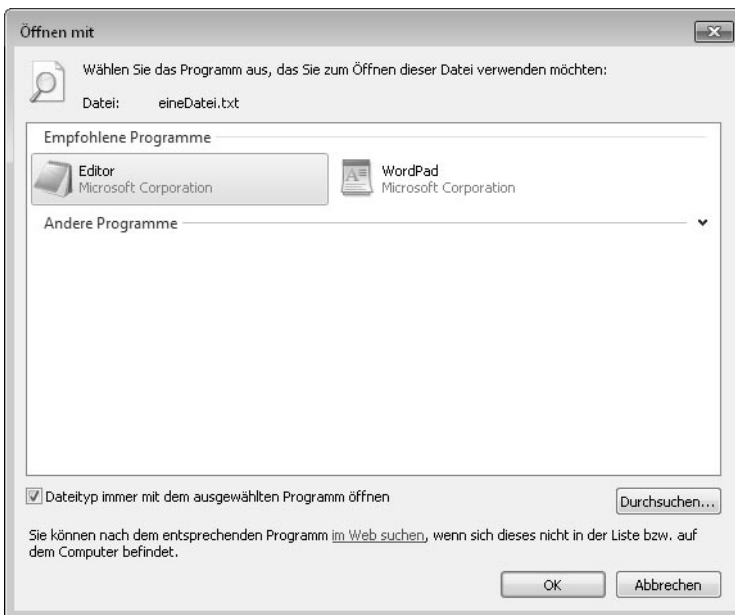 Öffnen mit
Wählen Sie das Programm aus, das Sie zum Öffnen dieser Datei verwenden möchten:
Datei: eineDatei.txt
Empfohlene Programme
Editor
Microsoft Corporation
WordPad
Microsoft Corporation
Andere Programme
Dateityp immer mit dem ausgewählten Programm öffnen
Durchsuchen...
Sie können nach dem entsprechenden Programm im Web suchen, wenn sich dieses nicht in der Liste bzw. auf
dem Computer befindet.
OK
Abbrechen